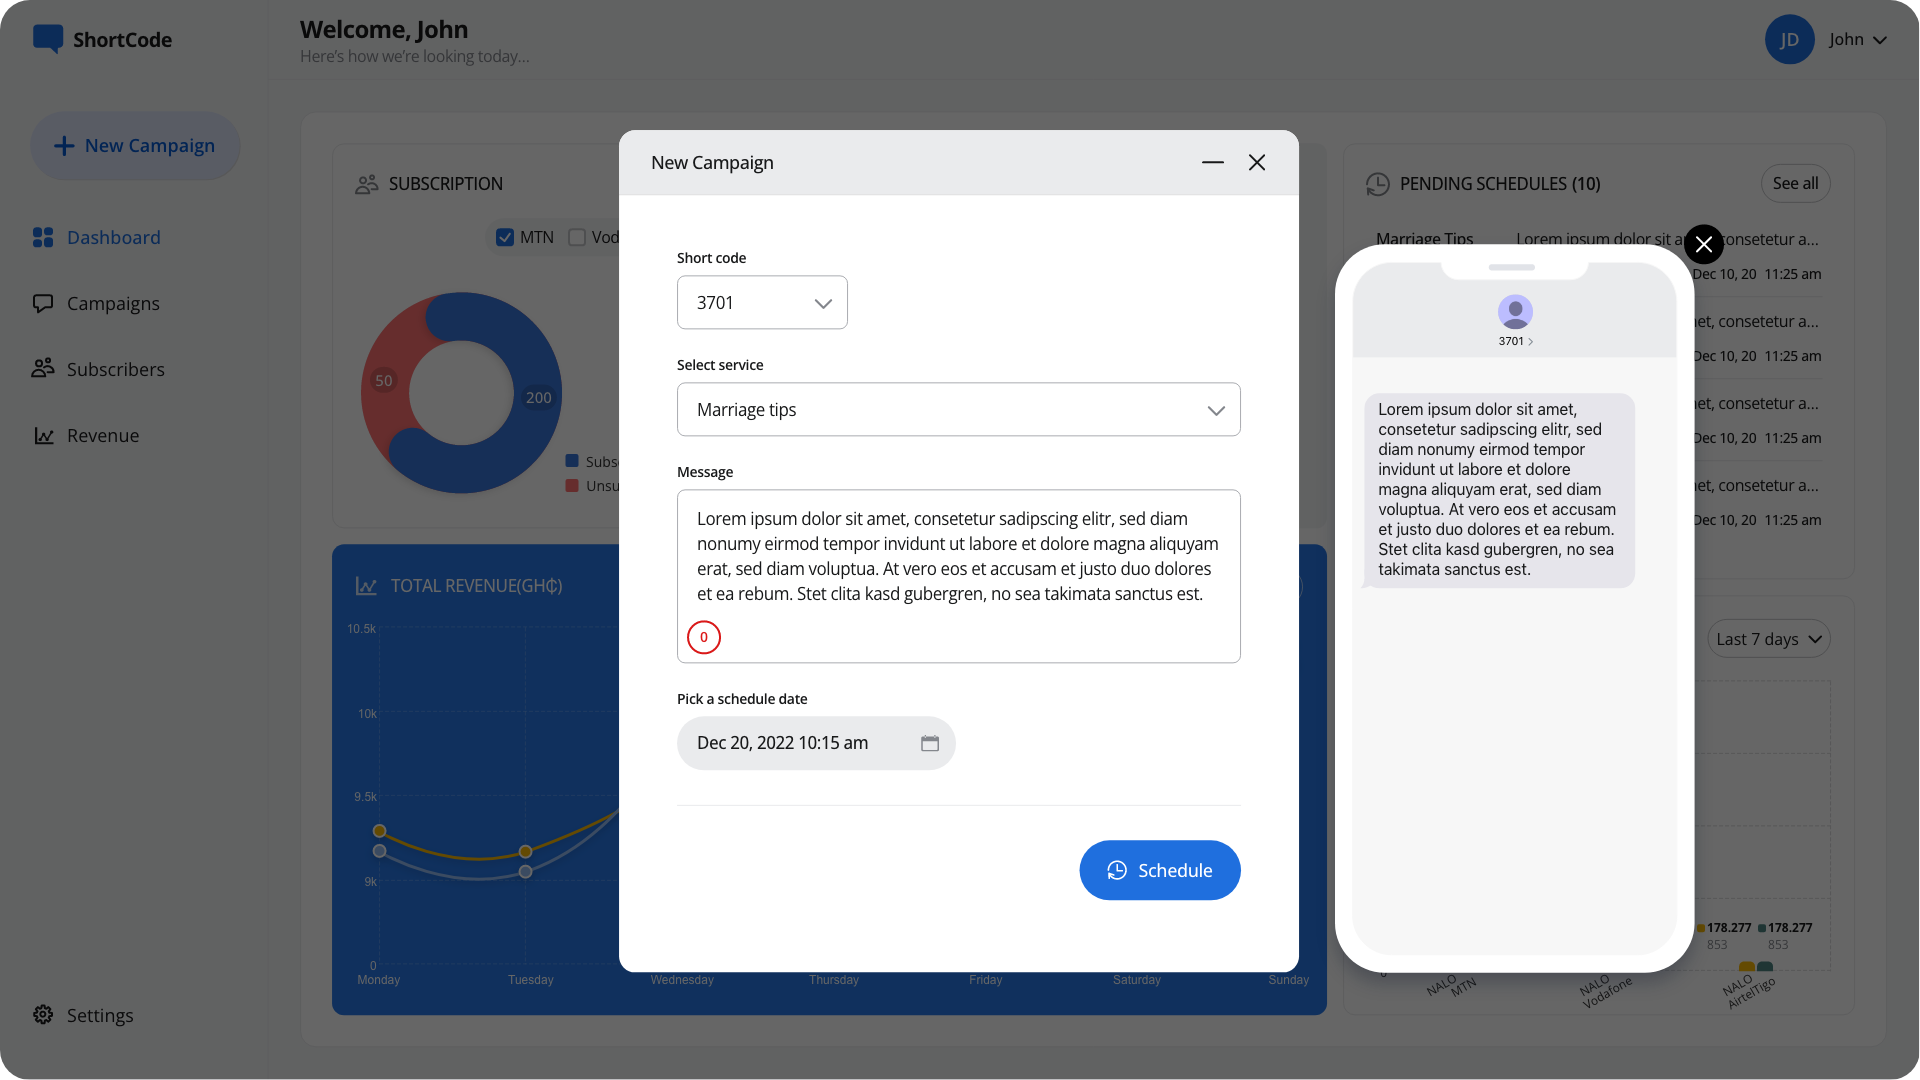 ShortCode
Welcome, John
Here's how we're looking today...
JD
John
New Campaign
Dashboard
Campaigns
Subscribers
Revenue
Settings
SUBSCRIPTION
MTN
50
200
New Campaign
Short code
3701
Select service
Marriage tips
Message
Lorem ipsum dolor sit amet, consetetur sadipscing elitr, sed diam
nonumy eirmod tempor invidunt ut labore et dolore magna aliquyam
erat, sed diam voluptua. At vero eos et accusam et justo duo dolores
et ea rebum. Stet clita kasd gubergren, no sea takimata sanctus est.
0
Pick a schedule date
Dec 20, 2022 10:15 am
Schedule
PENDING SCHEDULES (10)
See all
Marriage Tips Lorem ipsum dolor sit a consetetur a...
Dec 10, 20 11:25 am
et, consetetur a...
Dec 10, 20 11:25 am
et, consetetur a...
Dec 10, 20 11:25 am
et, consetetur a...
Dec 10, 20 11:25 am
3701
Lorem ipsum dolor sit amet,
consetetur sadipscing elitr, sed
diam nonumy eirmod tempor
invidunt ut labore et dolore
magna aliquyam erat, sed diam
voluptua. At vero eos et accusam
et justo duo dolores et ea rebum.
Stet clita kasd gubergren, no sea
takimata sanctus est.
TOTAL REVENUE(GH₵)
10.5k
10k
9.5k
9k
0
Monday Tuesday Wednesday Thursday Friday Saturday Sunday
Last 7 days
178.277 178.277
853 853
NALO
MTN
NALO
Vodafone
NALO
AirtelTigo